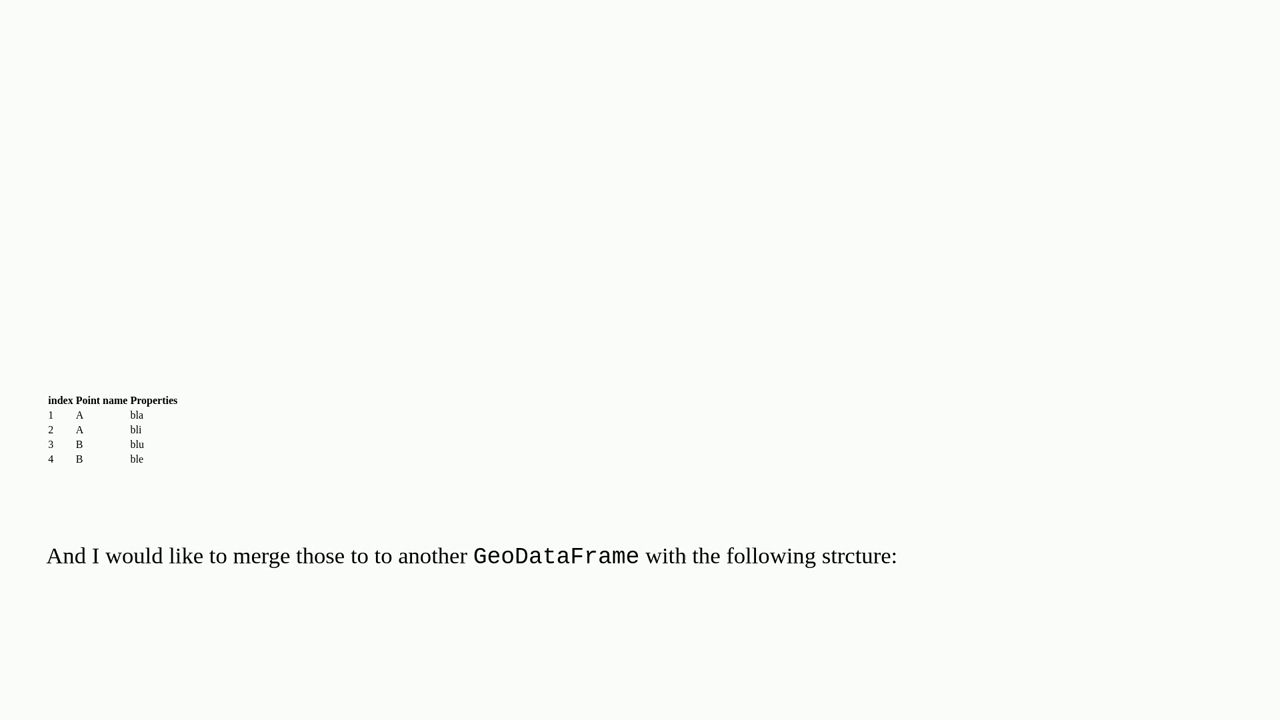 index Point name Properties
1 A bla
2 A bli
3 B blu
4 B ble
And I would like to merge those to to another GeoDataFrame with the following strcture: